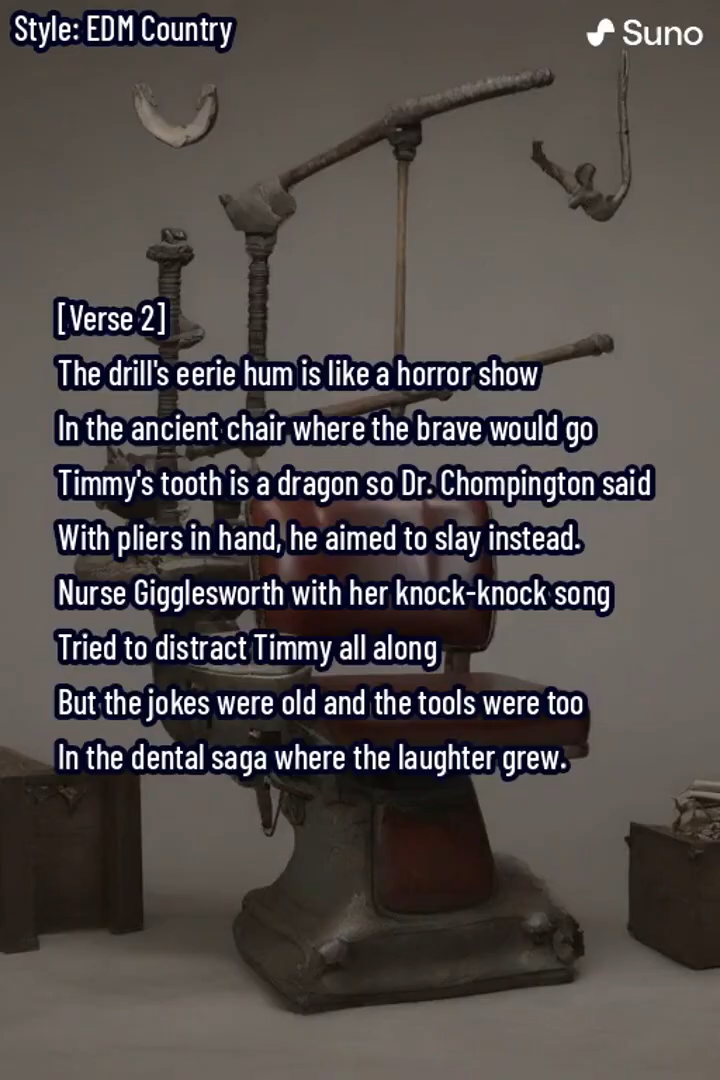 Style: EDM Country
Suno
[Verse 2]
The drill's eerie hum is like a horror show
In the ancient chair where the brave would go
Timmy's tooth is a dragon so Dr. Chompington said
With pliers in hand, he aimed to slay instead.
Nurse Gigglesworth with her knock-knock song
Tried to distract Timmy all along
But the jokes were old and the tools were too
In the dental saga where the laughter grew.